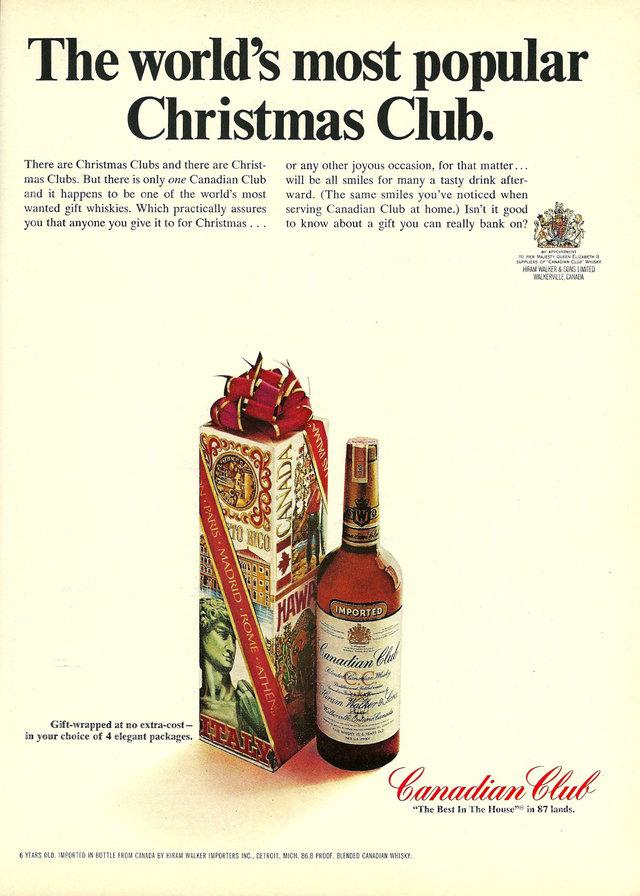 The world's most popular
Christmas Club.
There are Christmas Clubs and there are Christ-
mas Clubs. But there is only one Canadian Club
and it happens to be one of the world's most
wanted gift whiskies. Which practically assures
you that anyone you give it to for Christmas . . .
or any other joyous occasion, for that matter . . .
will be all smiles for many a tasty drink after-
ward. (The same smiles you've noticed when
serving Canadian Club at home.) Isn't it good
to know about a gift you can really bank on?
BY APPOINTMENT
TO HER MAJESTY QUEEN ELIZABETH II
SUPPLIERS OF "CANADIAN CLUB" WHISKY
HIRAM WALKER & SONS LIMITED
WALKERVILLE, CANADA
CANADA
TO RICO
HAWA
PARIS · MADRID · ROME · ATHENS
ITALY
IMPORTED
Canadian Club
Hiram Walker & Sons
Gift-wrapped at no extra-cost—
in your choice of 4 elegant packages.
Canadian Club
"The Best In The House"® in 87 lands.
6 YEARS OLD. IMPORTED IN BOTTLE FROM CANADA BY HIRAM WALKER IMPORTERS INC., DETROIT, MICH. 86.8 PROOF. BLENDED CANADIAN WHISKY.